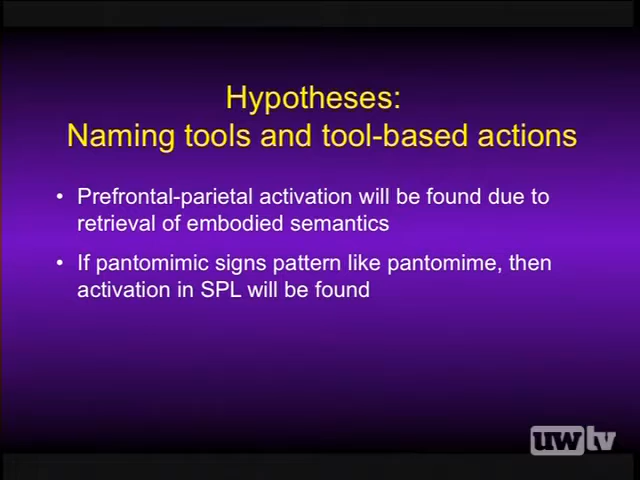 Hypotheses:
Naming tools and tool-based actions
• Prefrontal-parietal activation will be found due to
retrieval of embodied semantics
• If pantomimic signs pattern like pantomime, then
activation in SPL will be found
uwtv